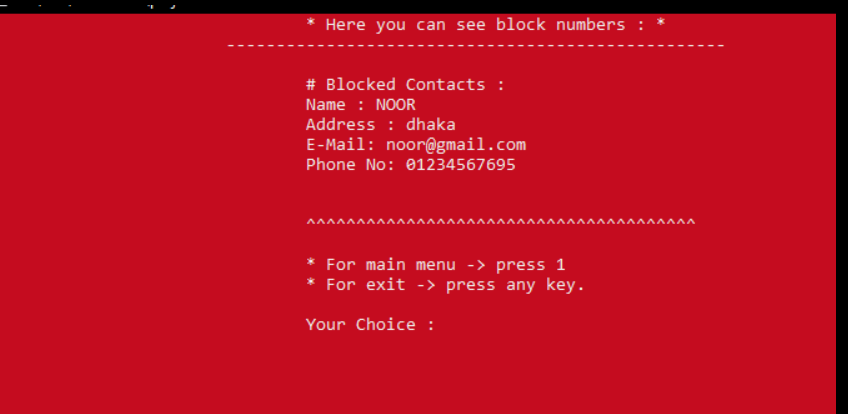 * Here you can see block numbers : *
--------------------------------------------------
# Blocked Contacts :
Name : NOOR
Address : dhaka
E-Mail: noor@gmail.com
Phone No: 01234567695
^^^^^^^^^^^^^^^^^^^^^^^^^^^^^^^^^^^^^^^
* For main menu -> press 1
* For exit -> press any key.
Your Choice :